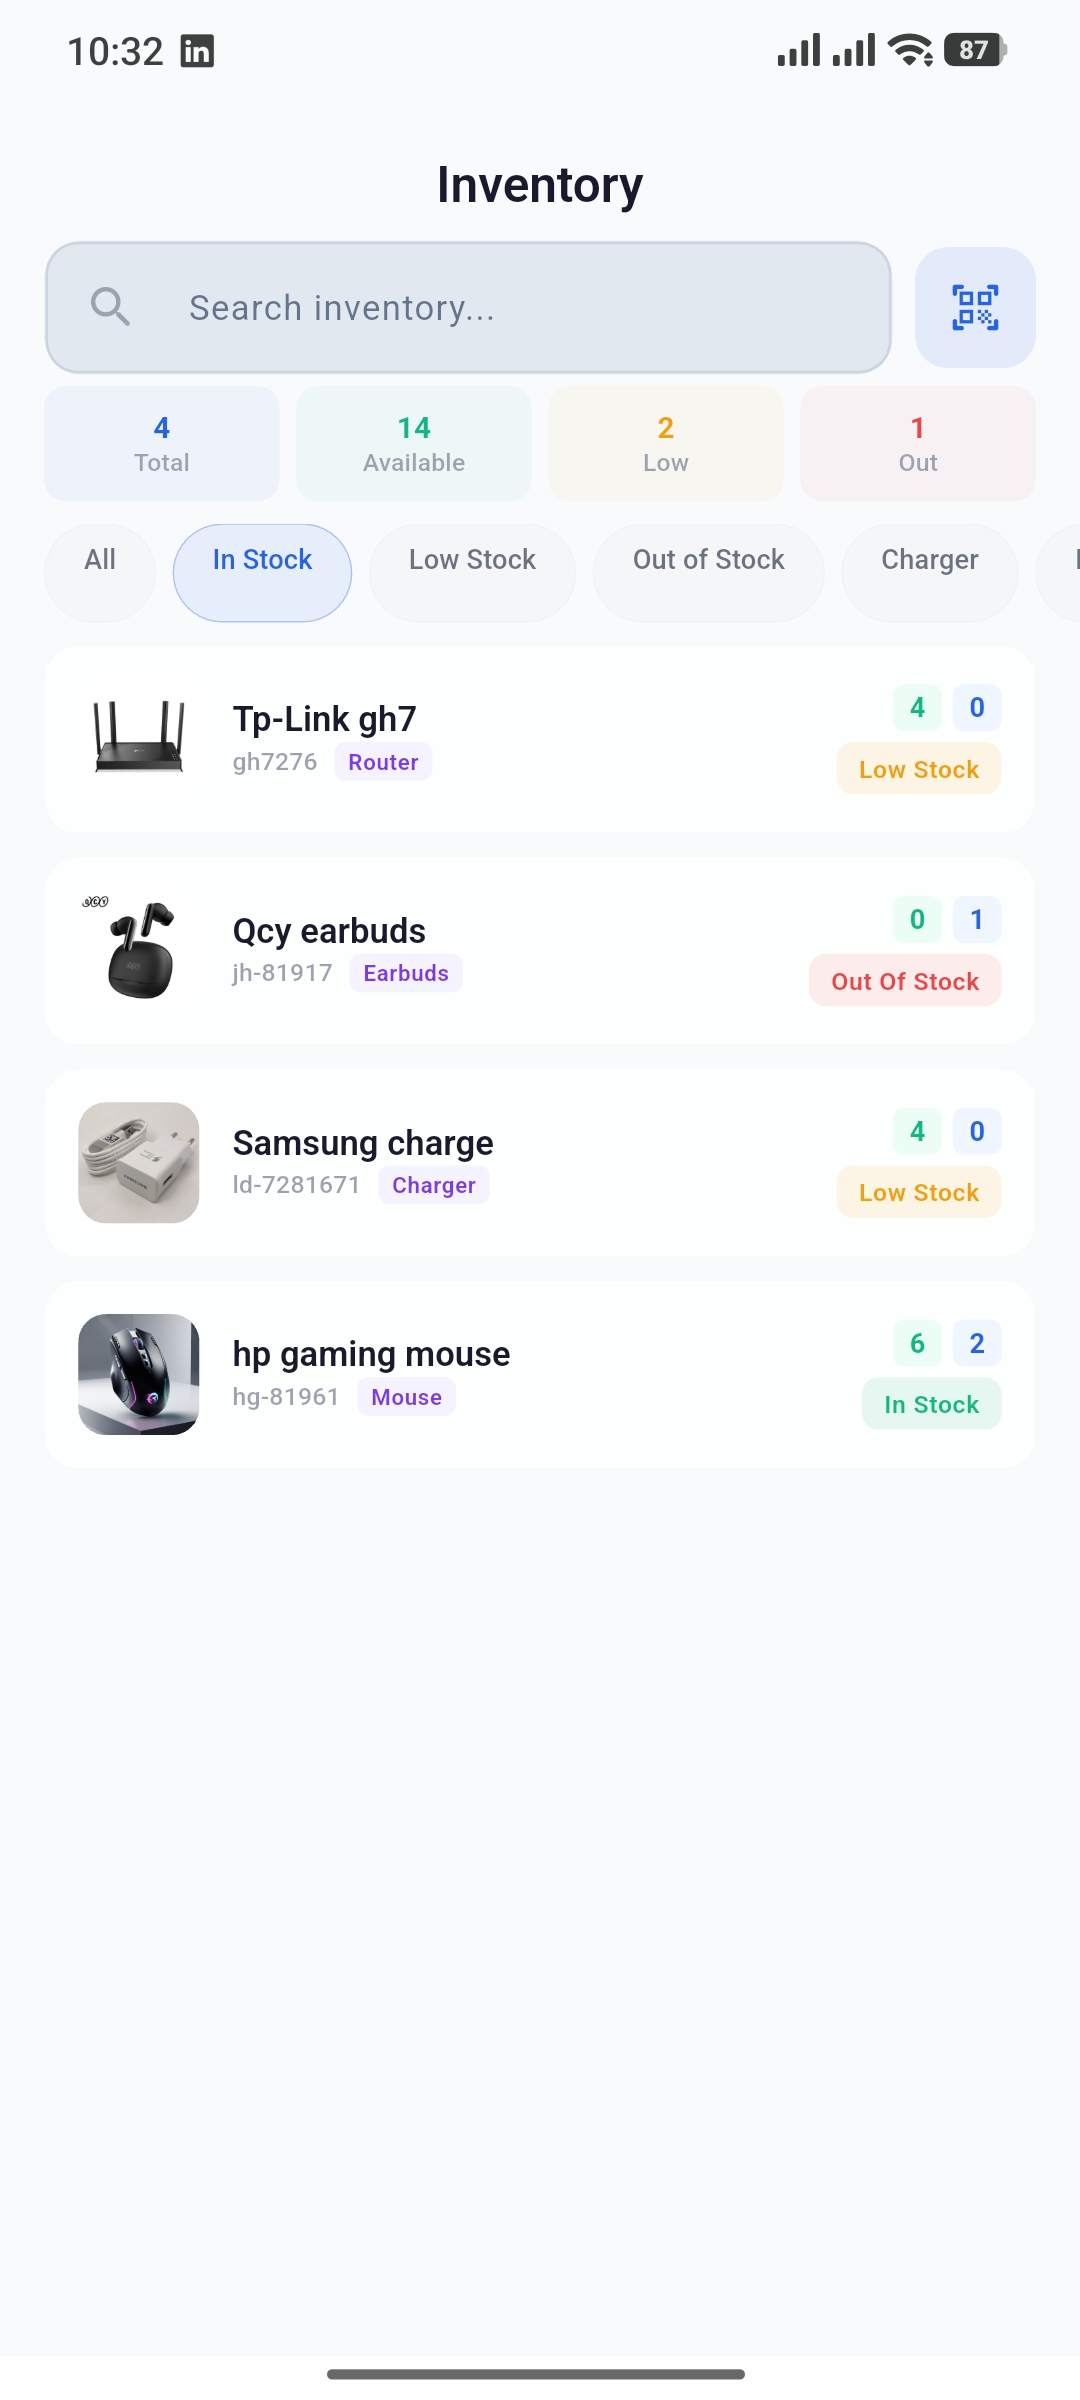 10:32 in 87
Inventory
Search inventory...
4 14 2 1
Total Available Low Out
All In Stock Low Stock Out of Stock Charger
Tp-Link gh7 4 0
gh7276 Router Low Stock
Qcy earbuds 0 1
jh-81917 Earbuds Out Of Stock
Samsung charge 4 0
ld-7281671 Charger Low Stock
hp gaming mouse 6 2
hg-81961 Mouse In Stock